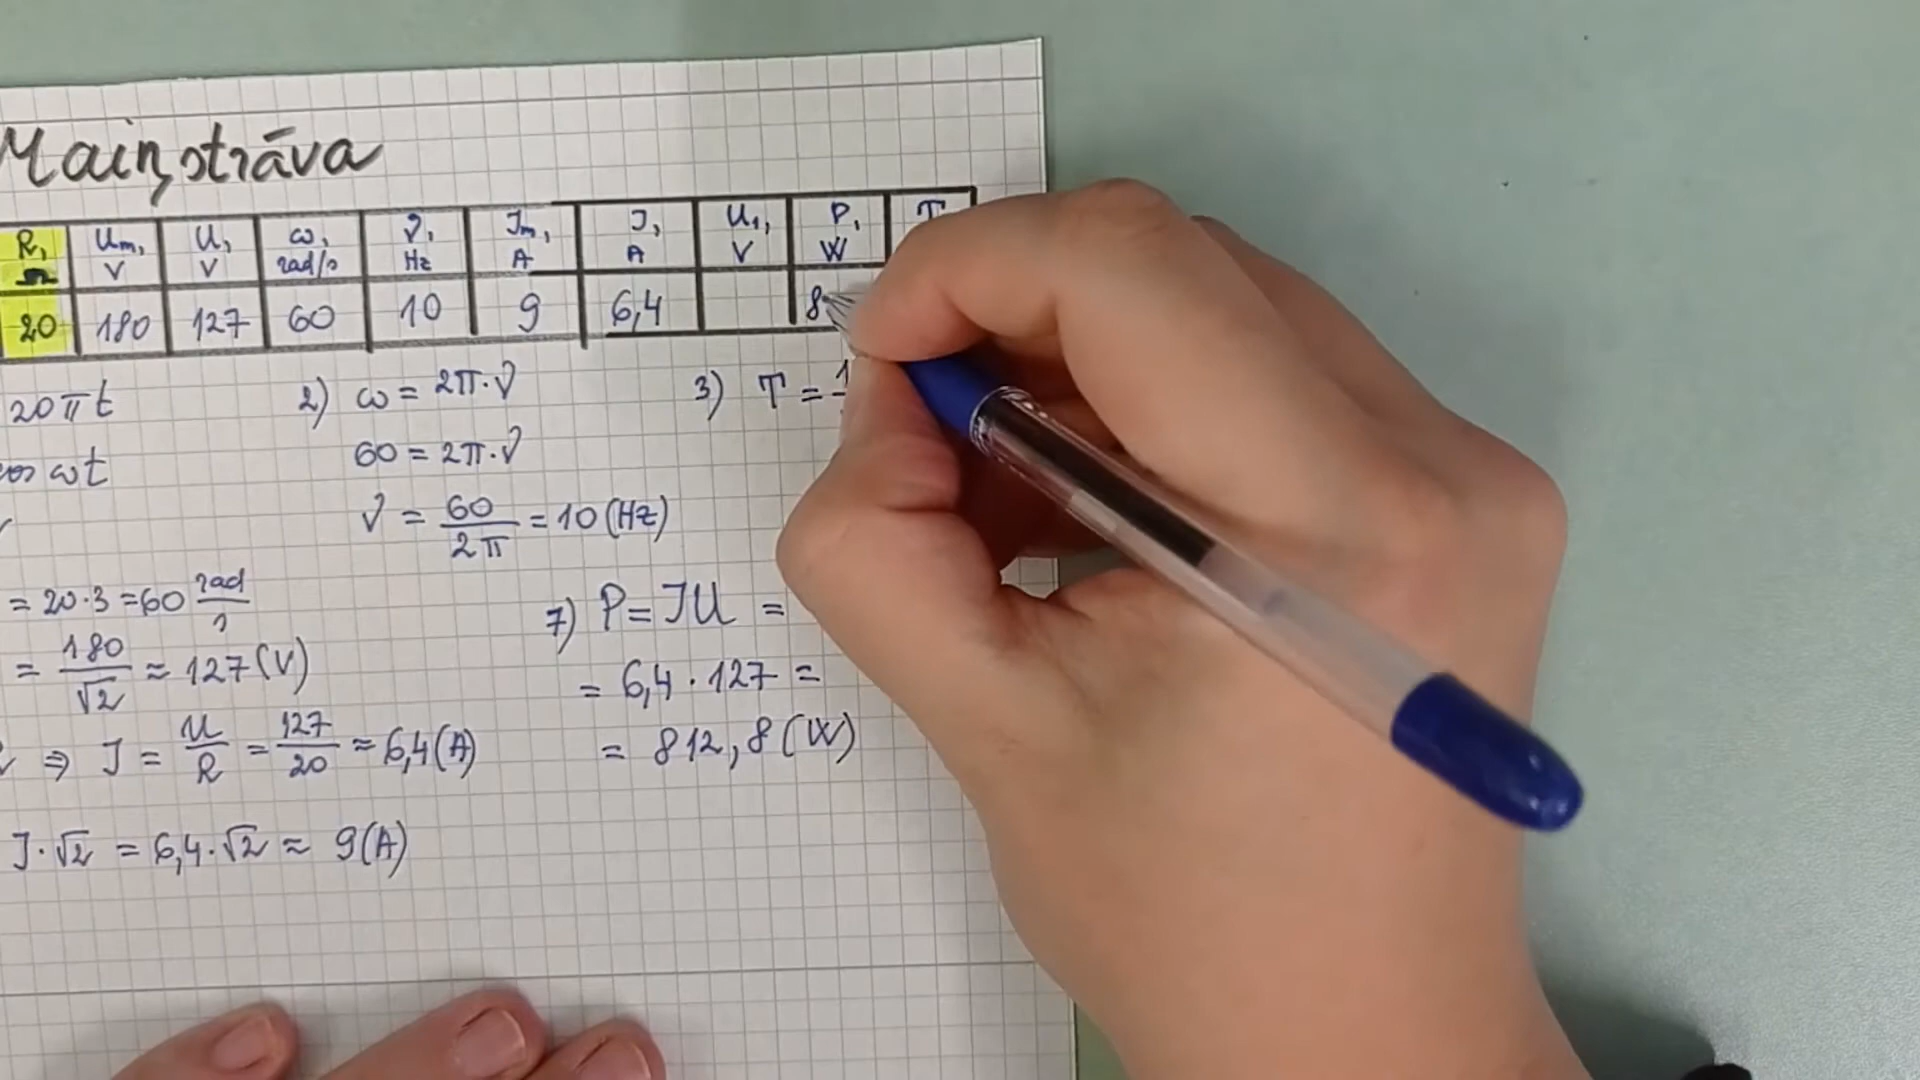 Maiņstrāva
R, Ω Um, V U, V ω, rad/s ν, Hz Im, A I, A U1, V P, W T
20 180 127 60 10 9 6,4 8
20πt 2) ω = 2π·ν 3) T = 1
ωt 60 = 2π·ν
ν = 60/2π = 10 (Hz)
= 20·3 = 60 rad/s 7) P = IU =
= 180/√2 ≈ 127 (V) = 6,4 · 127 =
⇒ I = U/R = 127/20 ≈ 6,4 (A) = 812,8 (W)
I·√2 = 6,4·√2 ≈ 9 (A)